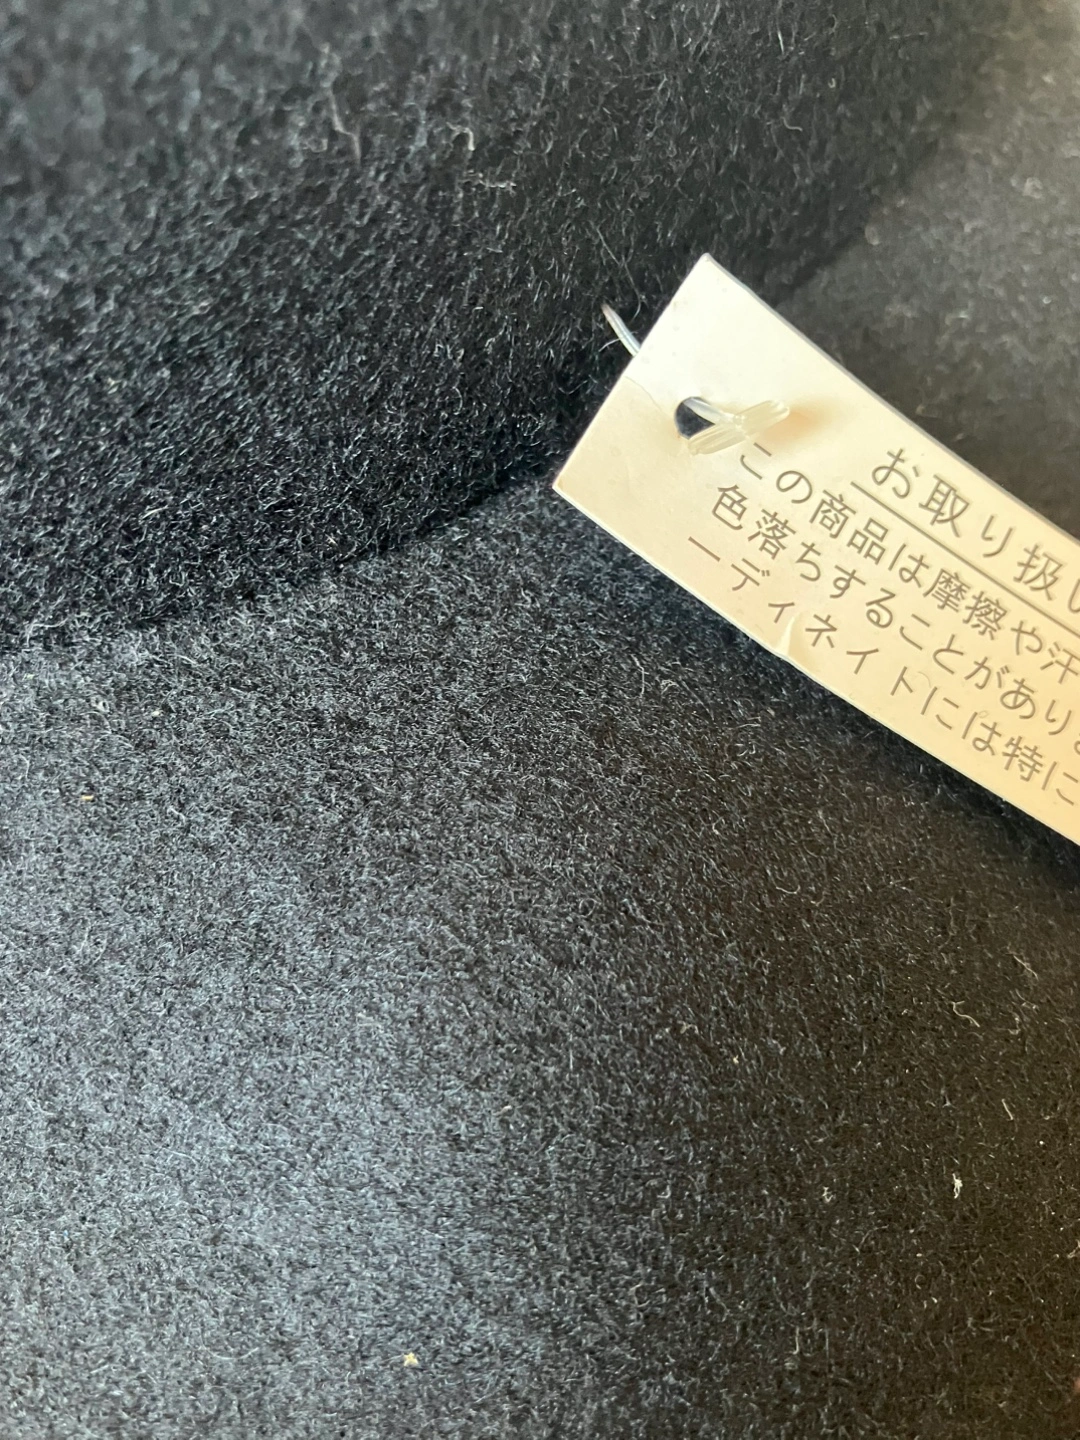 お取り扱い
この商品は摩擦や汗
色落ちすることがあり
ーディネイトには特に